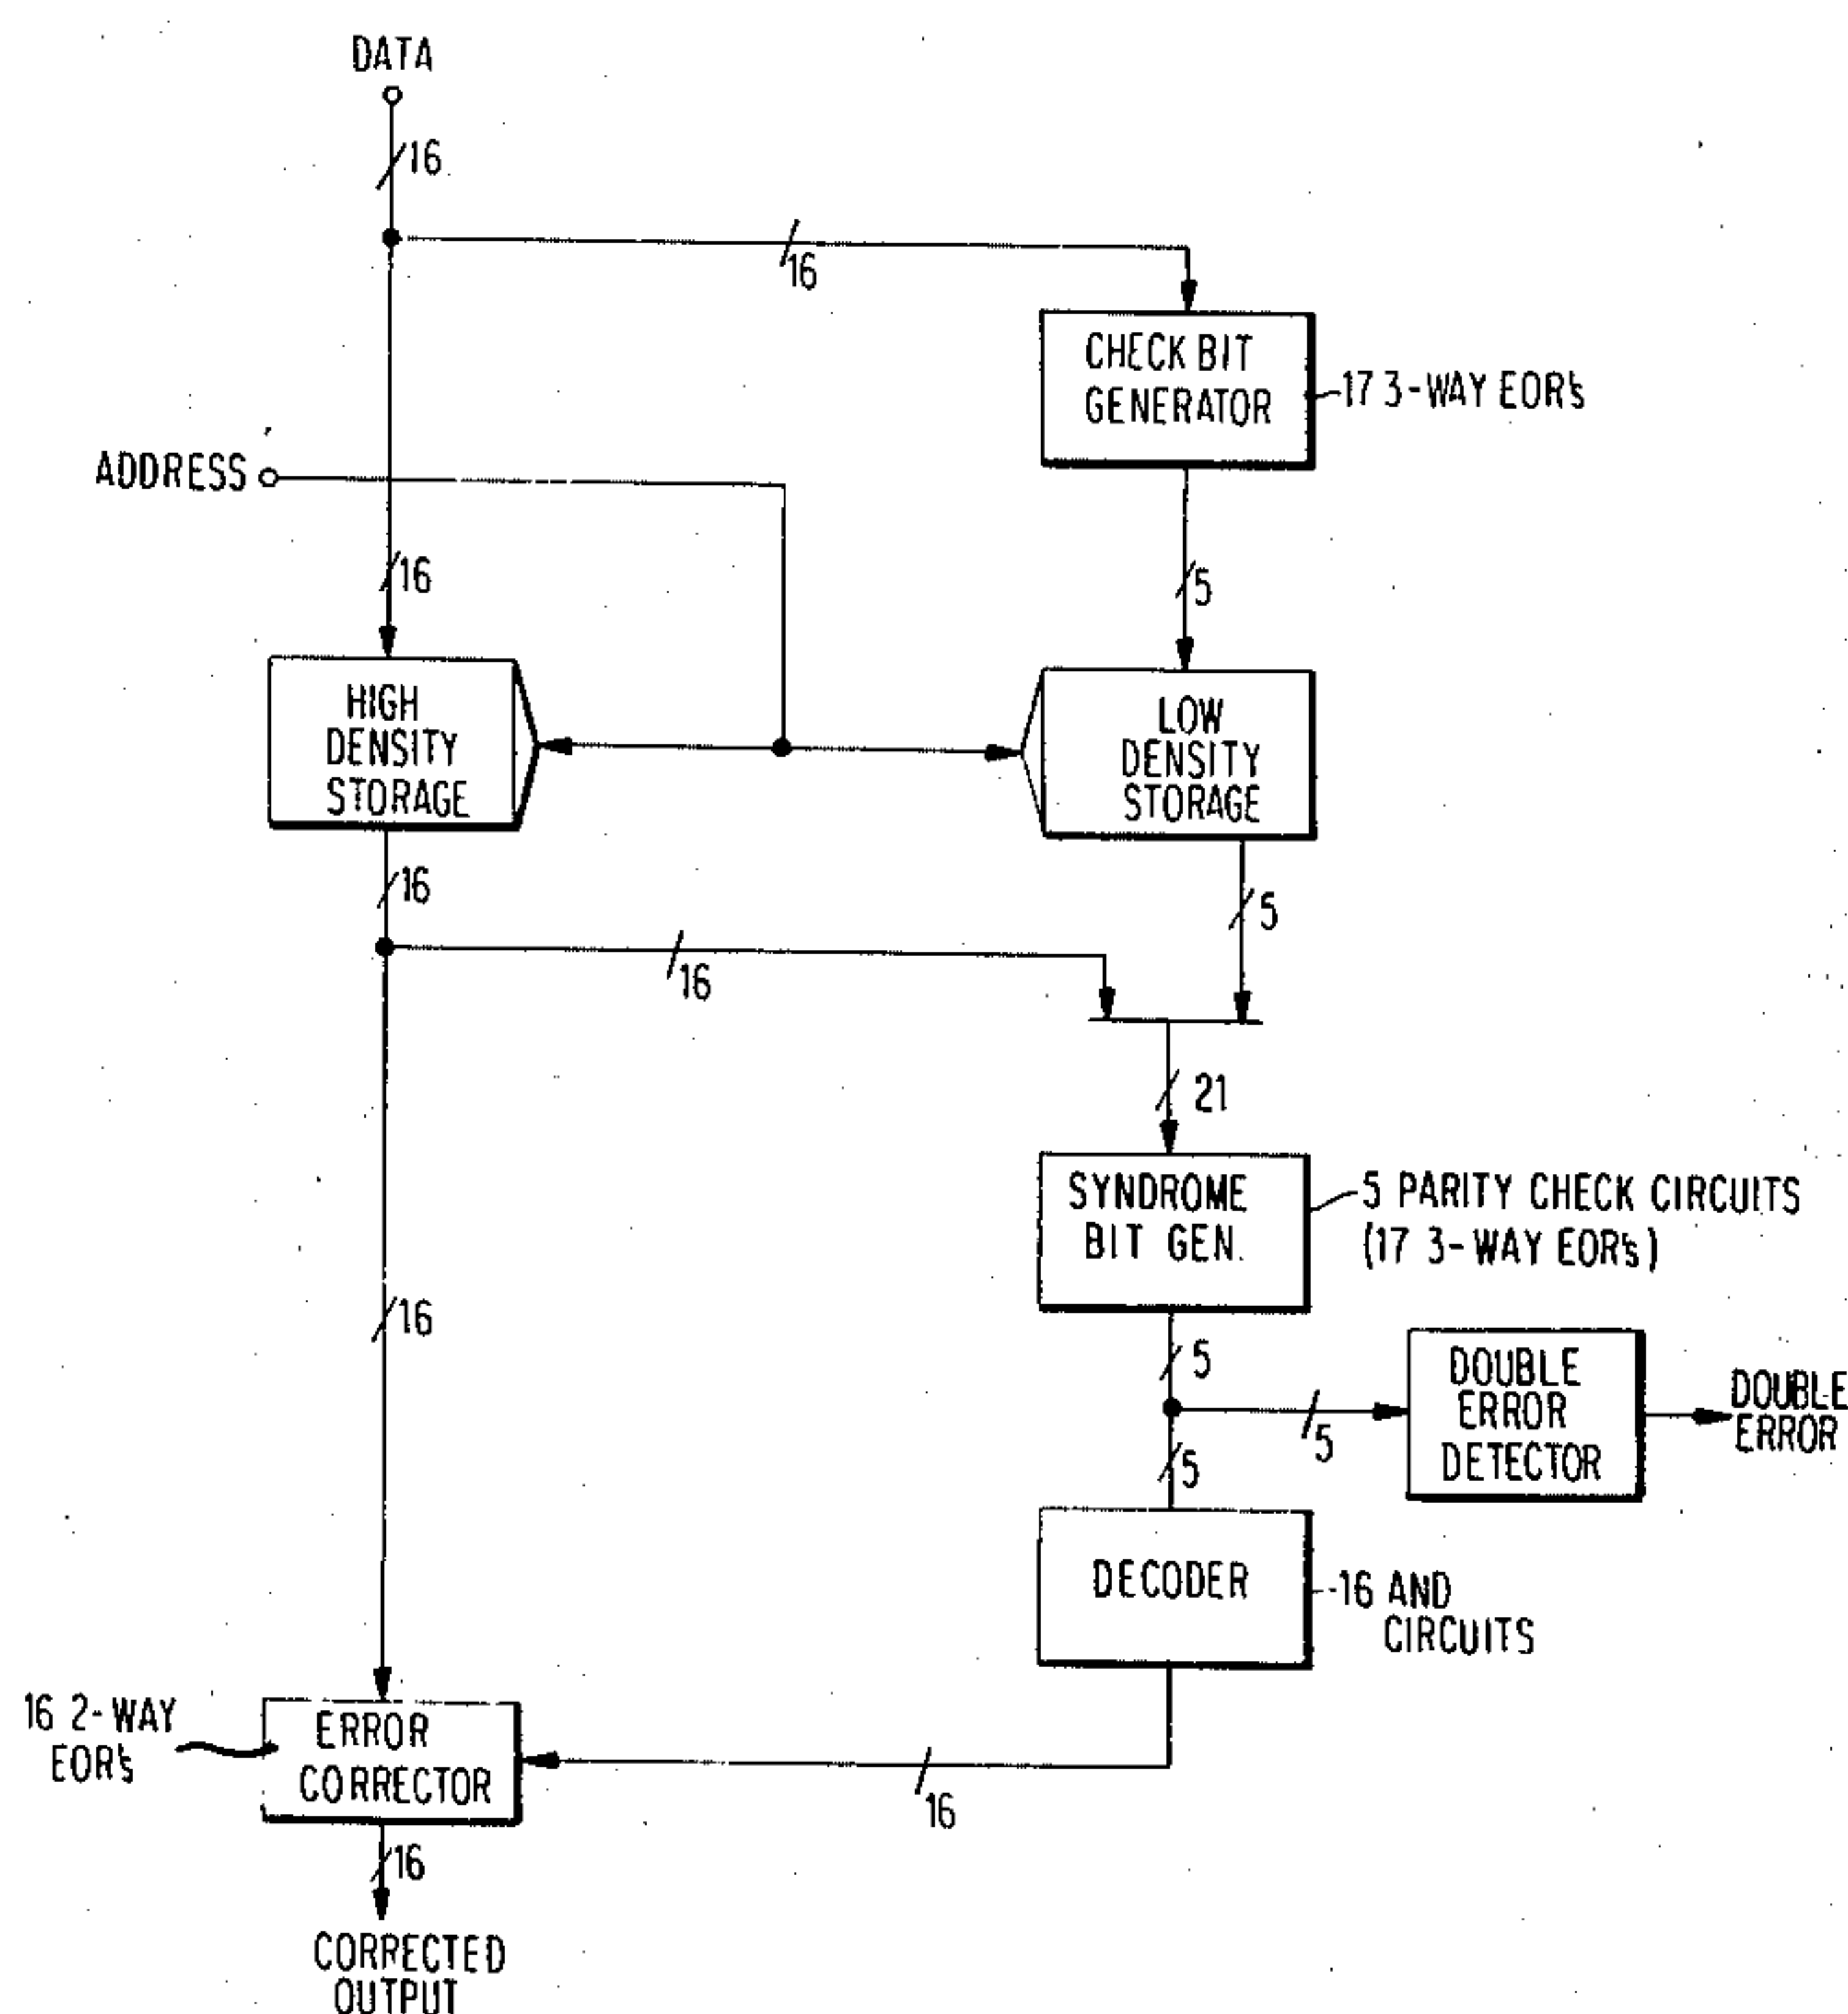 DATA
16
16
CHECK BIT
GENERATOR
17 3-WAY EOR's
ADDRESS
16
5
HIGH
DENSITY
STORAGE
LOW
DENSITY
STORAGE
16
5
16
21
SYNDROME
BIT GEN.
5 PARITY CHECK CIRCUITS
(17 3-WAY EOR's)
16
5
DOUBLE
ERROR
DETECTOR
DOUBLE
ERROR
5
5
DECODER
16 AND
CIRCUITS
16 2-WAY
EOR's
ERROR
CORRECTOR
16
16
CORRECTED
OUTPUT